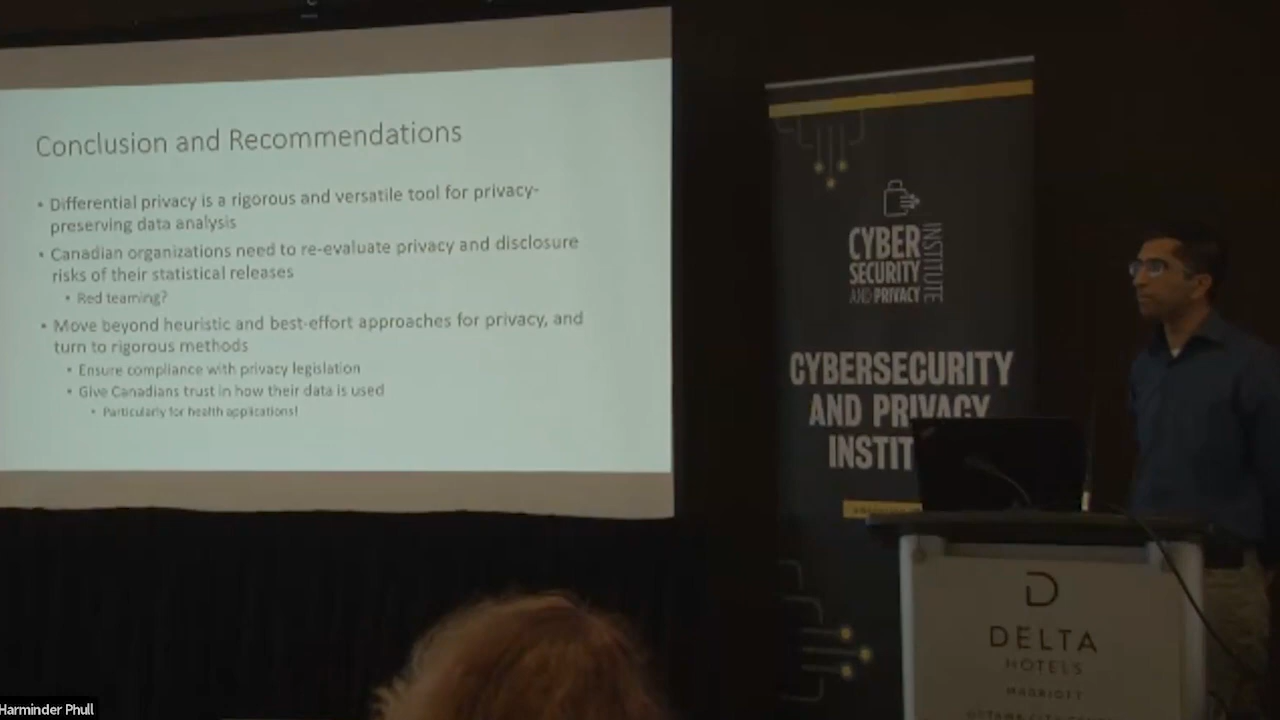 Conclusion and Recommendations
• Differential privacy is a rigorous and versatile tool for privacy-
preserving data analysis
• Canadian organizations need to re-evaluate privacy and disclosure
risks of their statistical releases
• Red teaming?
• Move beyond heuristic and best-effort approaches for privacy, and
turn to rigorous methods
• Ensure compliance with privacy legislation
• Give Canadians trust in how their data is used
• Particularly for health applications!
CYBER
SECURITY
AND PRIVACY
INSTITUTE
CYBERSECURITY
AND PRIVACY
INSTIT
DELTA
HOTELS
MARRIOTT
OTTAWA CITY
Harminder Phull